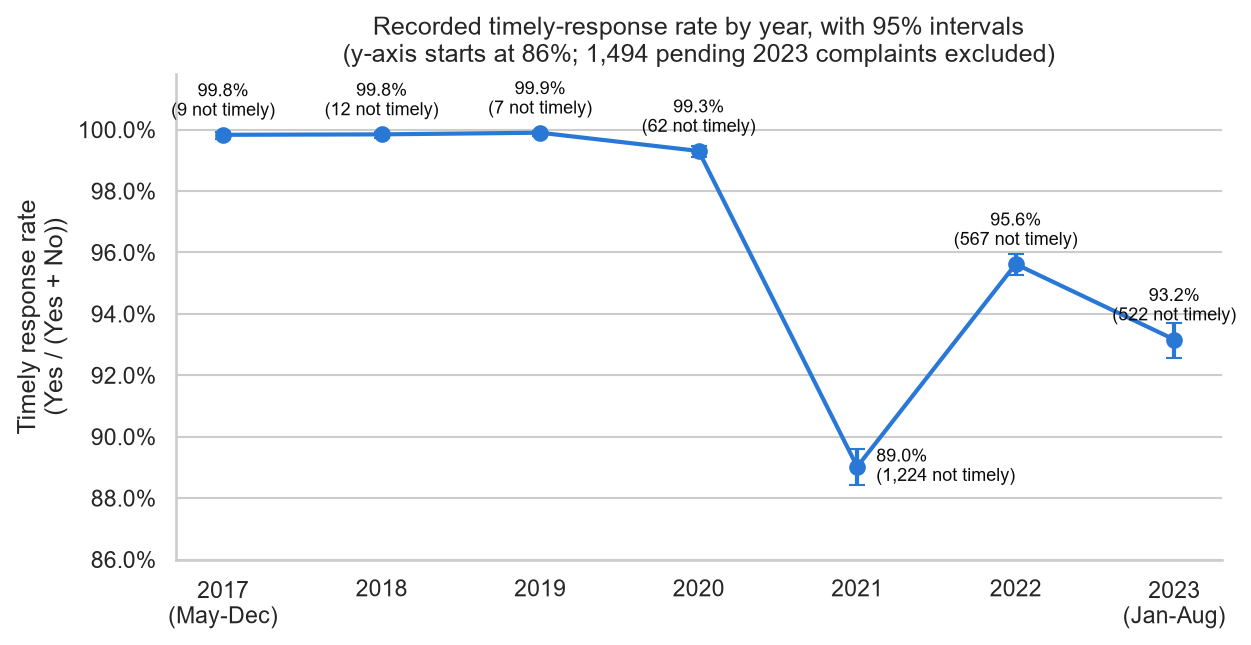 Recorded timely-response rate by year, with 95% intervals
(y-axis starts at 86%; 1,494 pending 2023 complaints excluded)
Timely response rate
(Yes / (Yes + No))
100.0%
98.0%
96.0%
94.0%
92.0%
90.0%
88.0%
86.0%
99.8%
(9 not timely)
99.8%
(12 not timely)
99.9%
(7 not timely)
99.3%
(62 not timely)
89.0%
(1,224 not timely)
95.6%
(567 not timely)
93.2%
(522 not timely)
2017
(May-Dec)
2018
2019
2020
2021
2022
2023
(Jan-Aug)